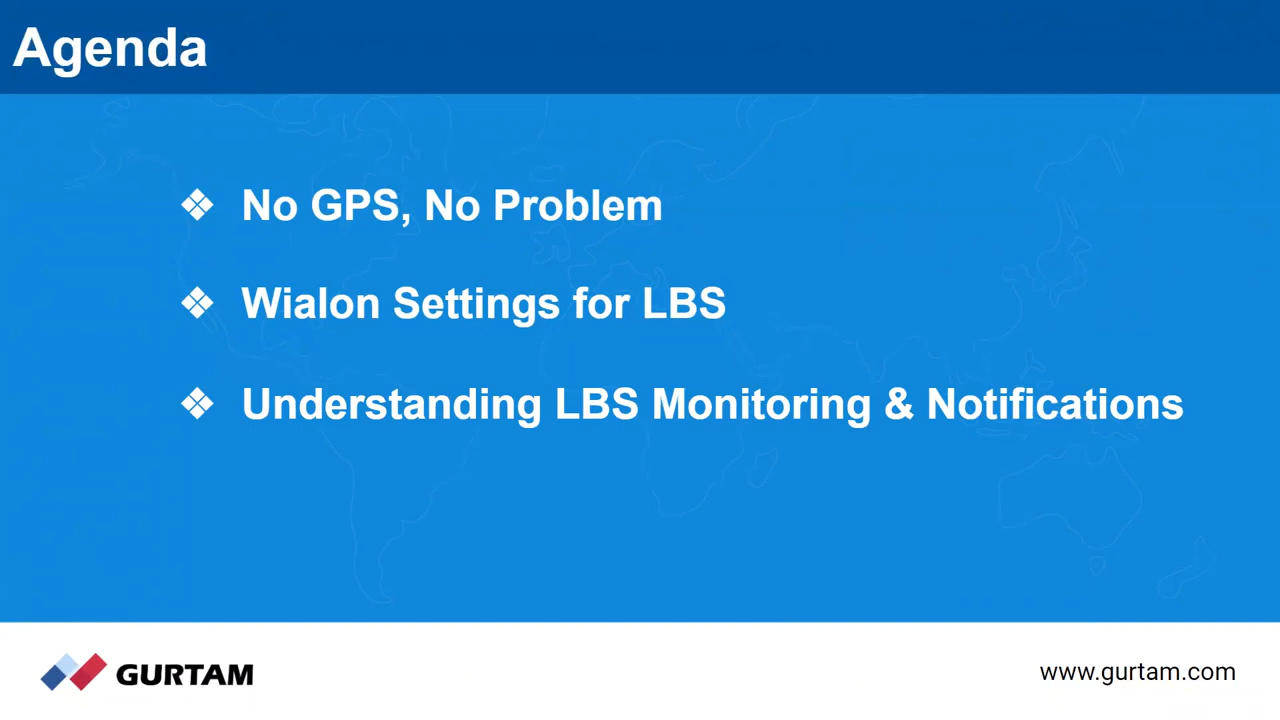 Agenda
❖ No GPS, No Problem
❖ Wialon Settings for LBS
❖ Understanding LBS Monitoring & Notifications
GURTAM
www.gurtam.com